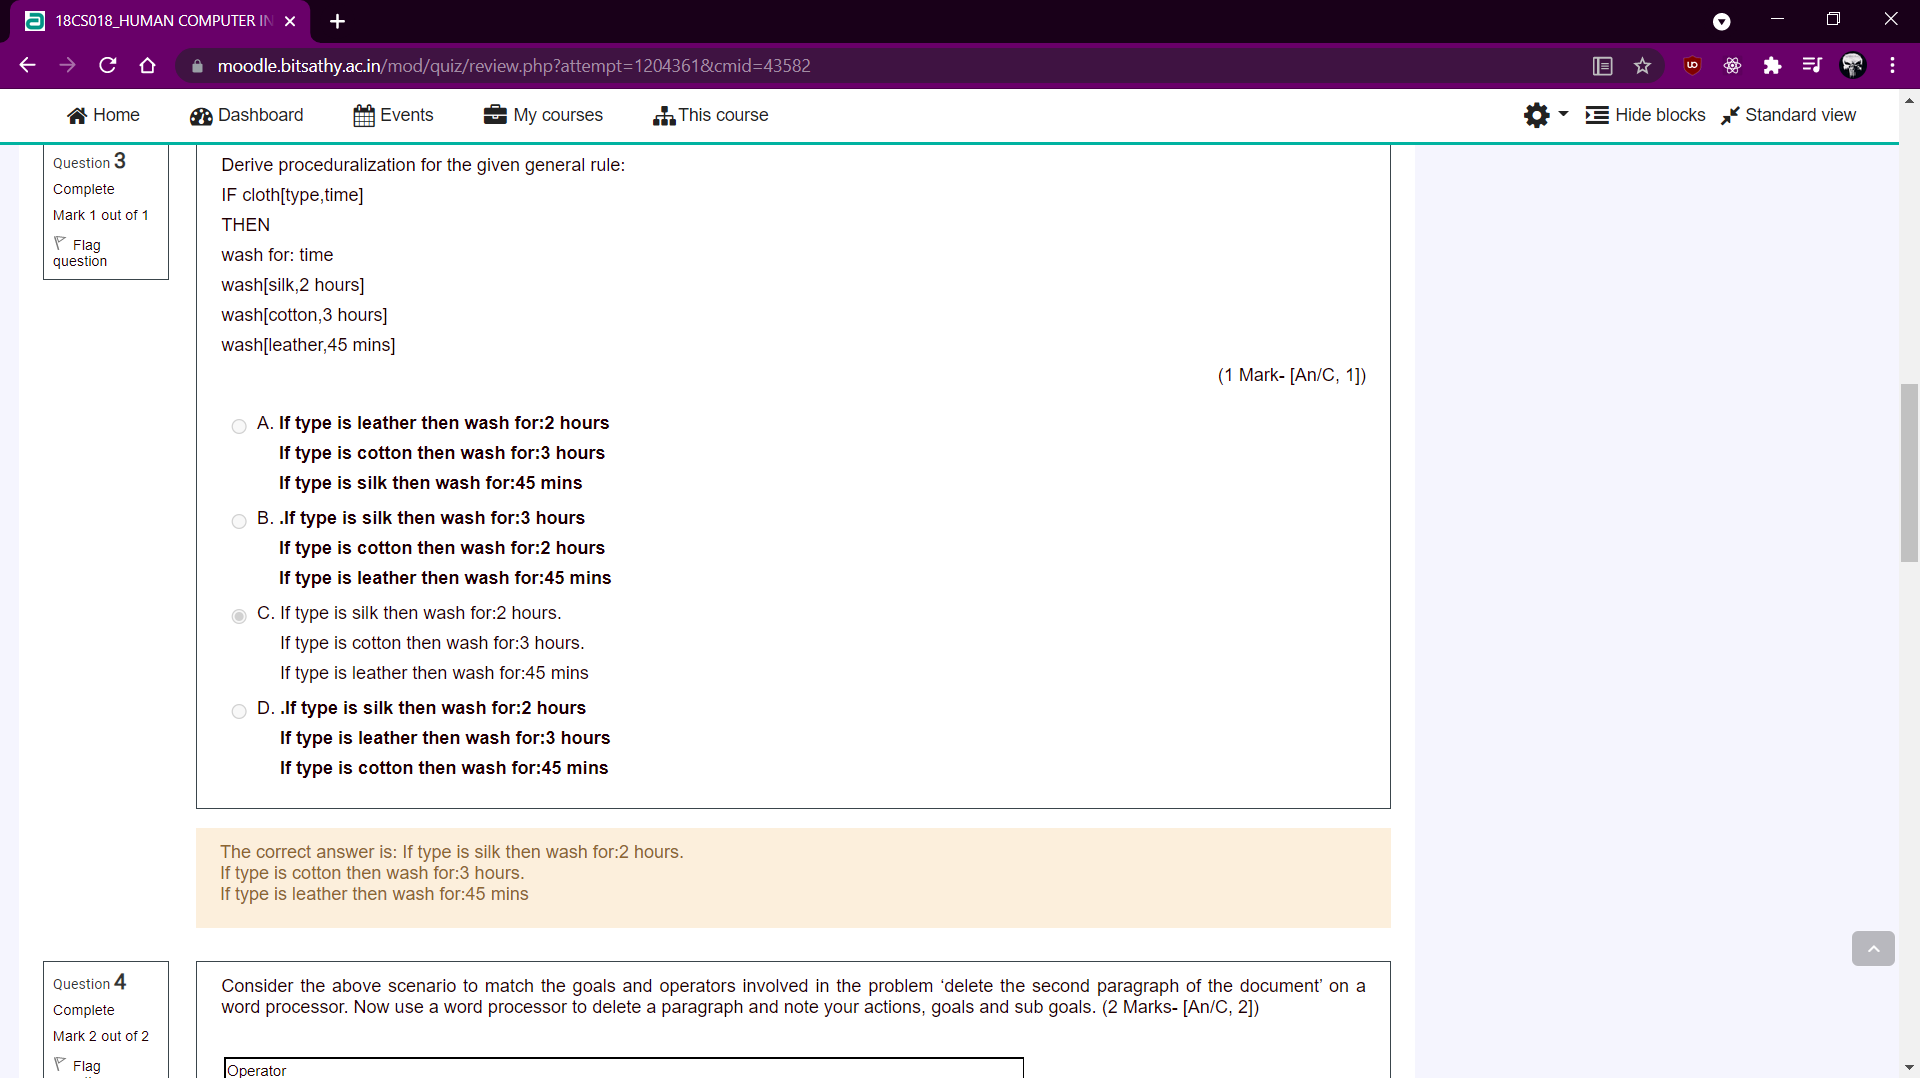 18CS018_HUMAN COMPUTER IN
moodle.bitsathy.ac.in/mod/quiz/review.php?attempt=1204361&cmid=43582
Home Dashboard Events My courses This course Hide blocks Standard view
Question 3
Complete
Mark 1 out of 1
Flag
question
Derive proceduralization for the given general rule:
IF cloth[type,time]
THEN
wash for: time
wash[silk,2 hours]
wash[cotton,3 hours]
wash[leather,45 mins]
(1 Mark- [An/C, 1])
A. If type is leather then wash for:2 hours
If type is cotton then wash for:3 hours
If type is silk then wash for:45 mins
B. .If type is silk then wash for:3 hours
If type is cotton then wash for:2 hours
If type is leather then wash for:45 mins
C. If type is silk then wash for:2 hours.
If type is cotton then wash for:3 hours.
If type is leather then wash for:45 mins
D. .If type is silk then wash for:2 hours
If type is leather then wash for:3 hours
If type is cotton then wash for:45 mins
The correct answer is: If type is silk then wash for:2 hours.
If type is cotton then wash for:3 hours.
If type is leather then wash for:45 mins
Question 4
Complete
Mark 2 out of 2
Flag
Consider the above scenario to match the goals and operators involved in the problem ‘delete the second paragraph of the document’ on a
word processor. Now use a word processor to delete a paragraph and note your actions, goals and sub goals. (2 Marks- [An/C, 2])
Operator